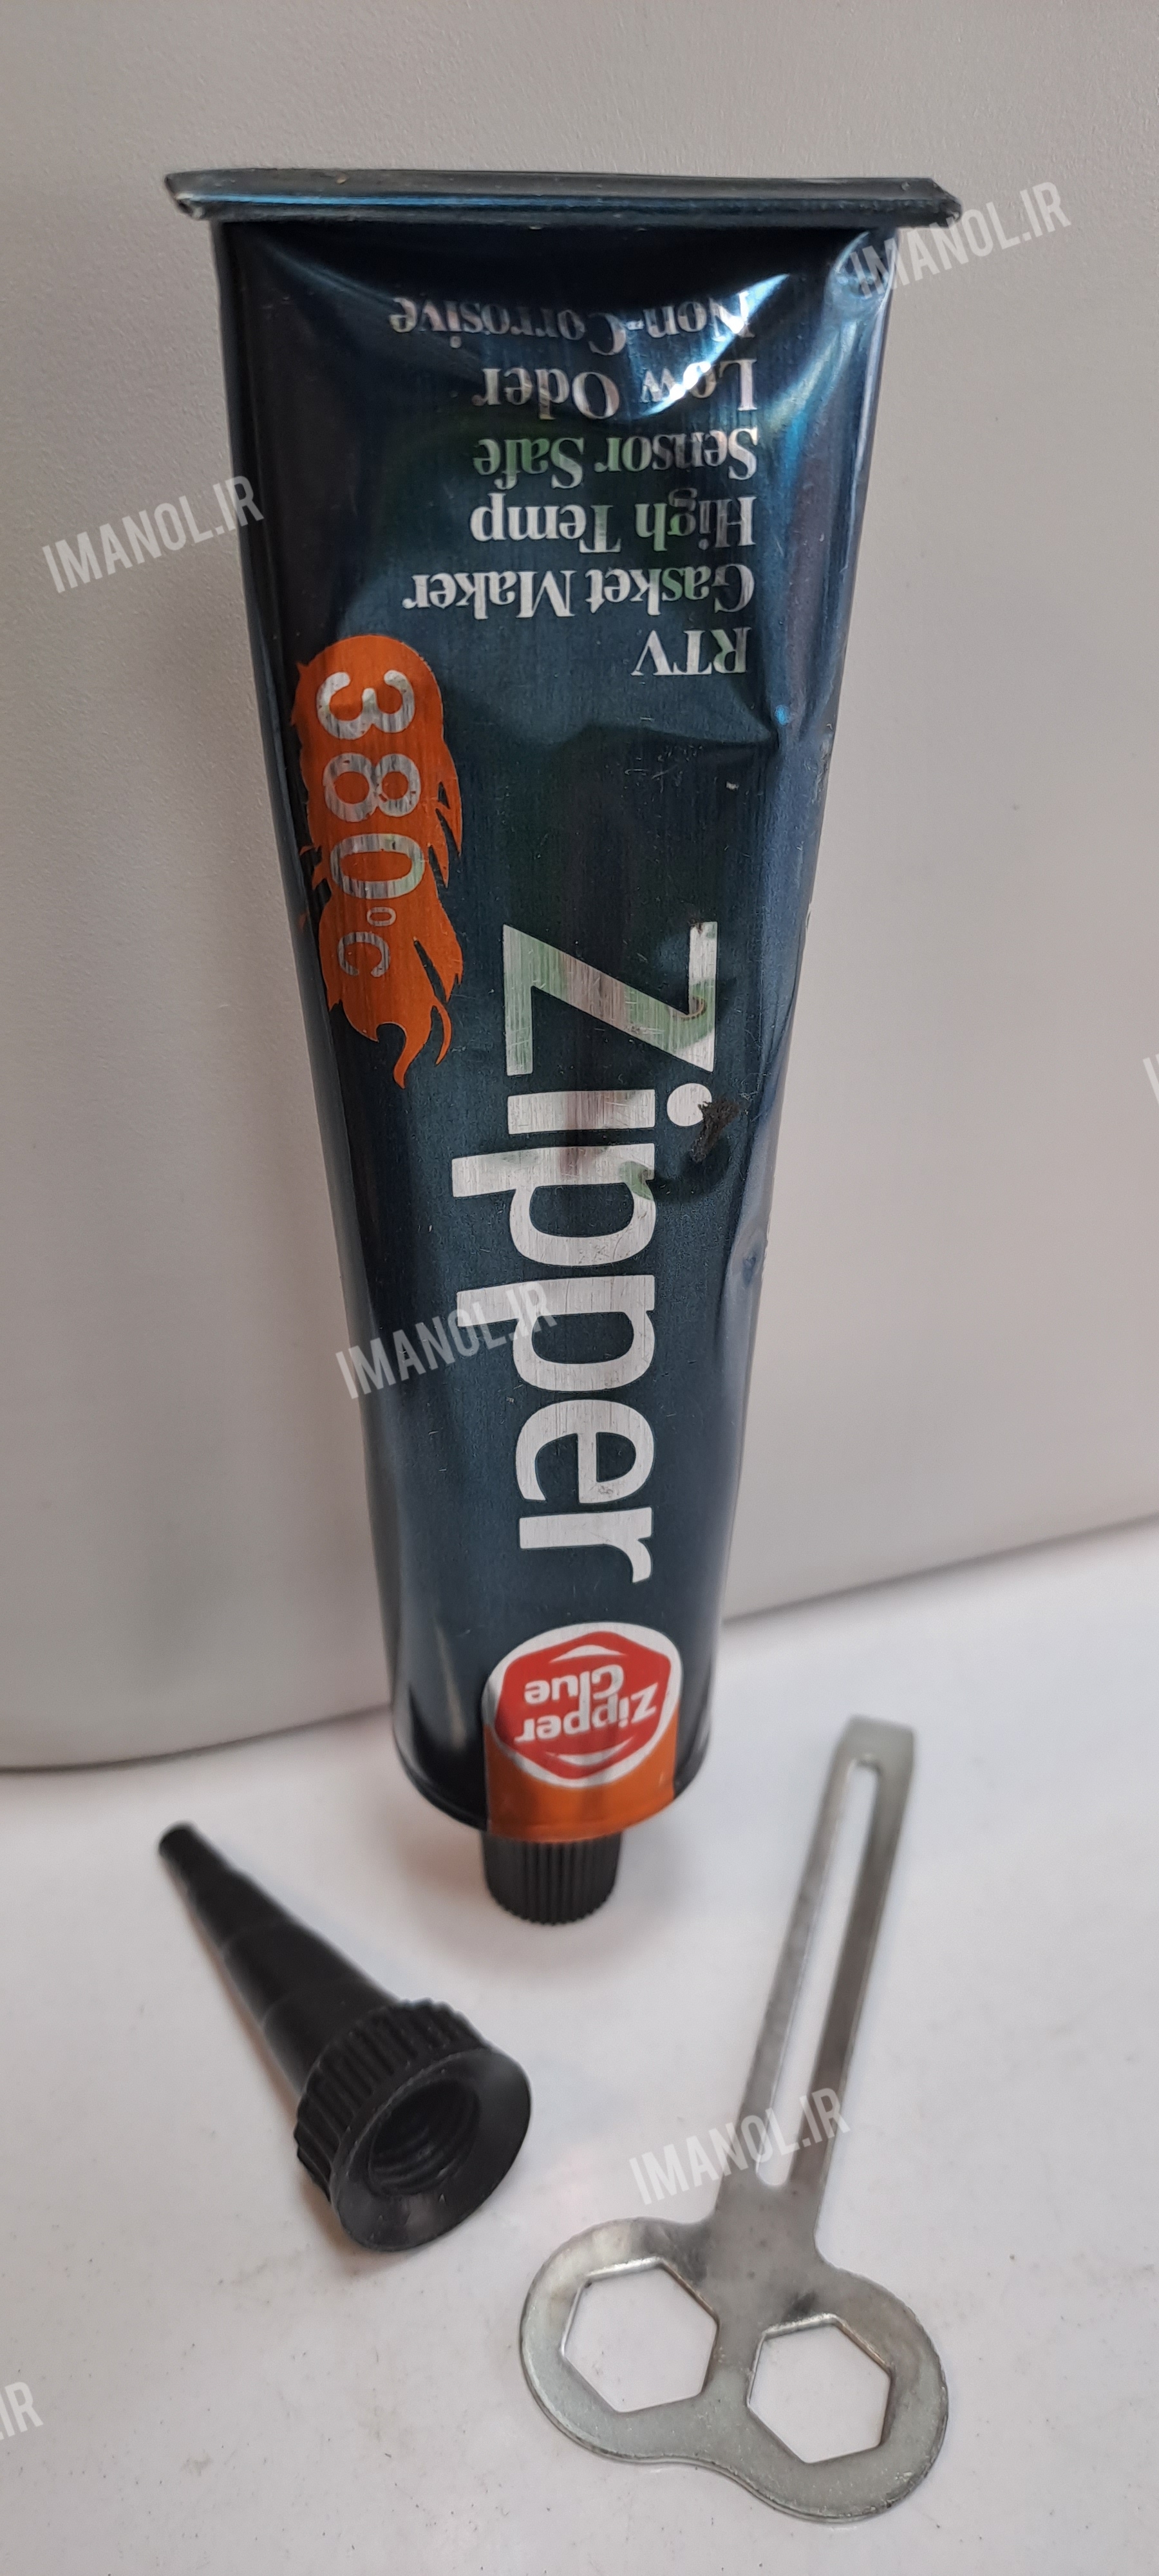 RTV
Gasket Maker
High Temp
Sensor Safe
Low Oder
Non-Corrosive
380°C
Zipper
Zipper
Glue
IMANOL.IR
IMANOL.IR
IMANOL.IR
IMANOL.IR